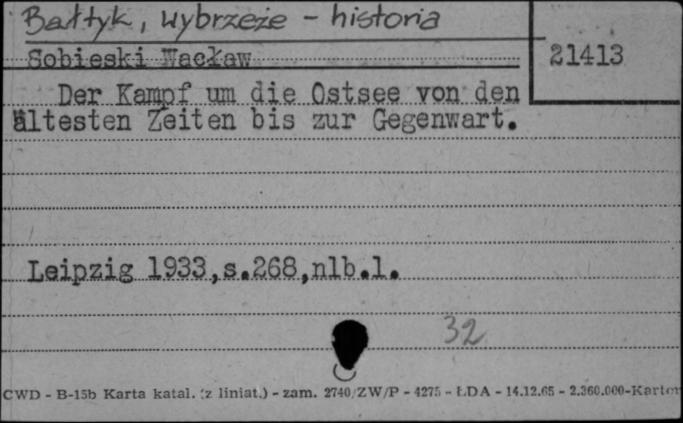 Bałtyk, wybrzeże - historia
Sobieski Wacław
21413
Der Kampf um die Ostsee von den
ältesten Zeiten bis zur Gegenwart.
Leipzig 1933,s.268,nlb.1.
32
CWD - B-15b Karta katal. (z liniat.) - zam. 2740/ZW/P - 4275 - ŁDA - 14.12.65 - 2.360.000-Karton